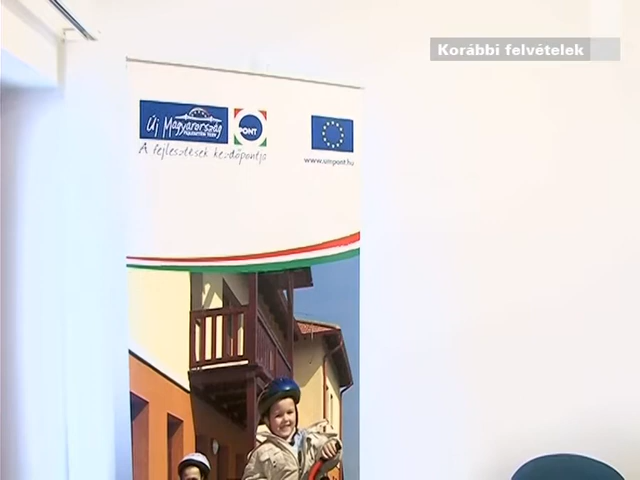 Korábbi felvételek
Új Magyarország
PONT
A fejlesztések kezdőpontja
www.umpont.hu